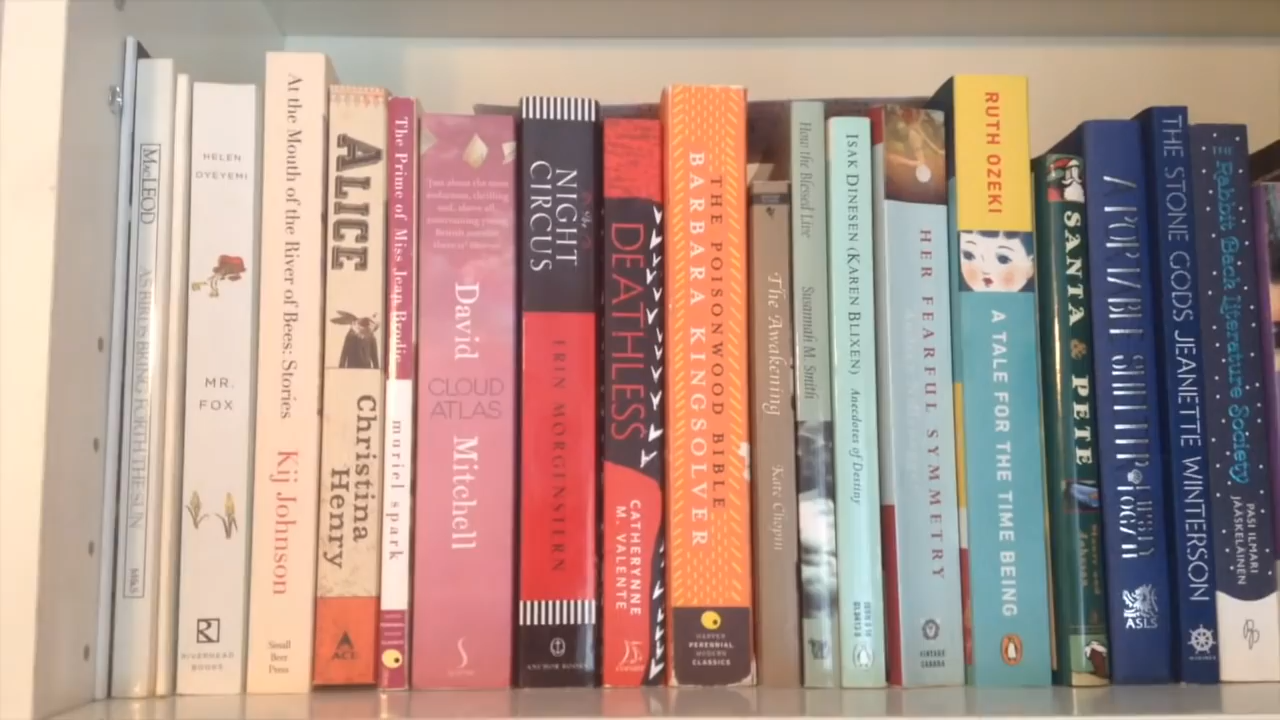 MACLEOD
AS BIRDS BRING FORTH THE SUN
M&S
HELEN
OYEYEMI
MR.
FOX
R
RIVERHEAD
BOOKS
At the Mouth of the River of Bees: Stories
Kij Johnson
Small
Beer
Press
ALICE
Christina
Henry
ACE
The Prime of Miss Jean Brodie
muriel spark
David
CLOUD
ATLAS
Mitchell
NIGHT
CIRCUS
ERIN MORGENSTERN
ANCHOR BOOKS
DEATHLESS
CATHERYNNE
M. VALENTE
THE POISONWOOD BIBLE
BARBARA KINGSOLVER
HARPER
PERENNIAL
MODERN
CLASSICS
The Awakening
Kate Chopin
How the Blessed Live
Susannah M. Smith
ISAK DINESEN (KAREN BLIXEN)
Anecdotes of Destiny
HER FEARFUL SYMMETRY
VINTAGE
CANADA
RUTH OZEKI
A TALE FOR THE TIME BEING
SANTA & PETE
A PORTABLE
ASLS
THE STONE GODS
JEANETTE WINTERSON
THE
Rabbit Back Literature Society
PASI ILMARI
JÄÄSKELÄINEN